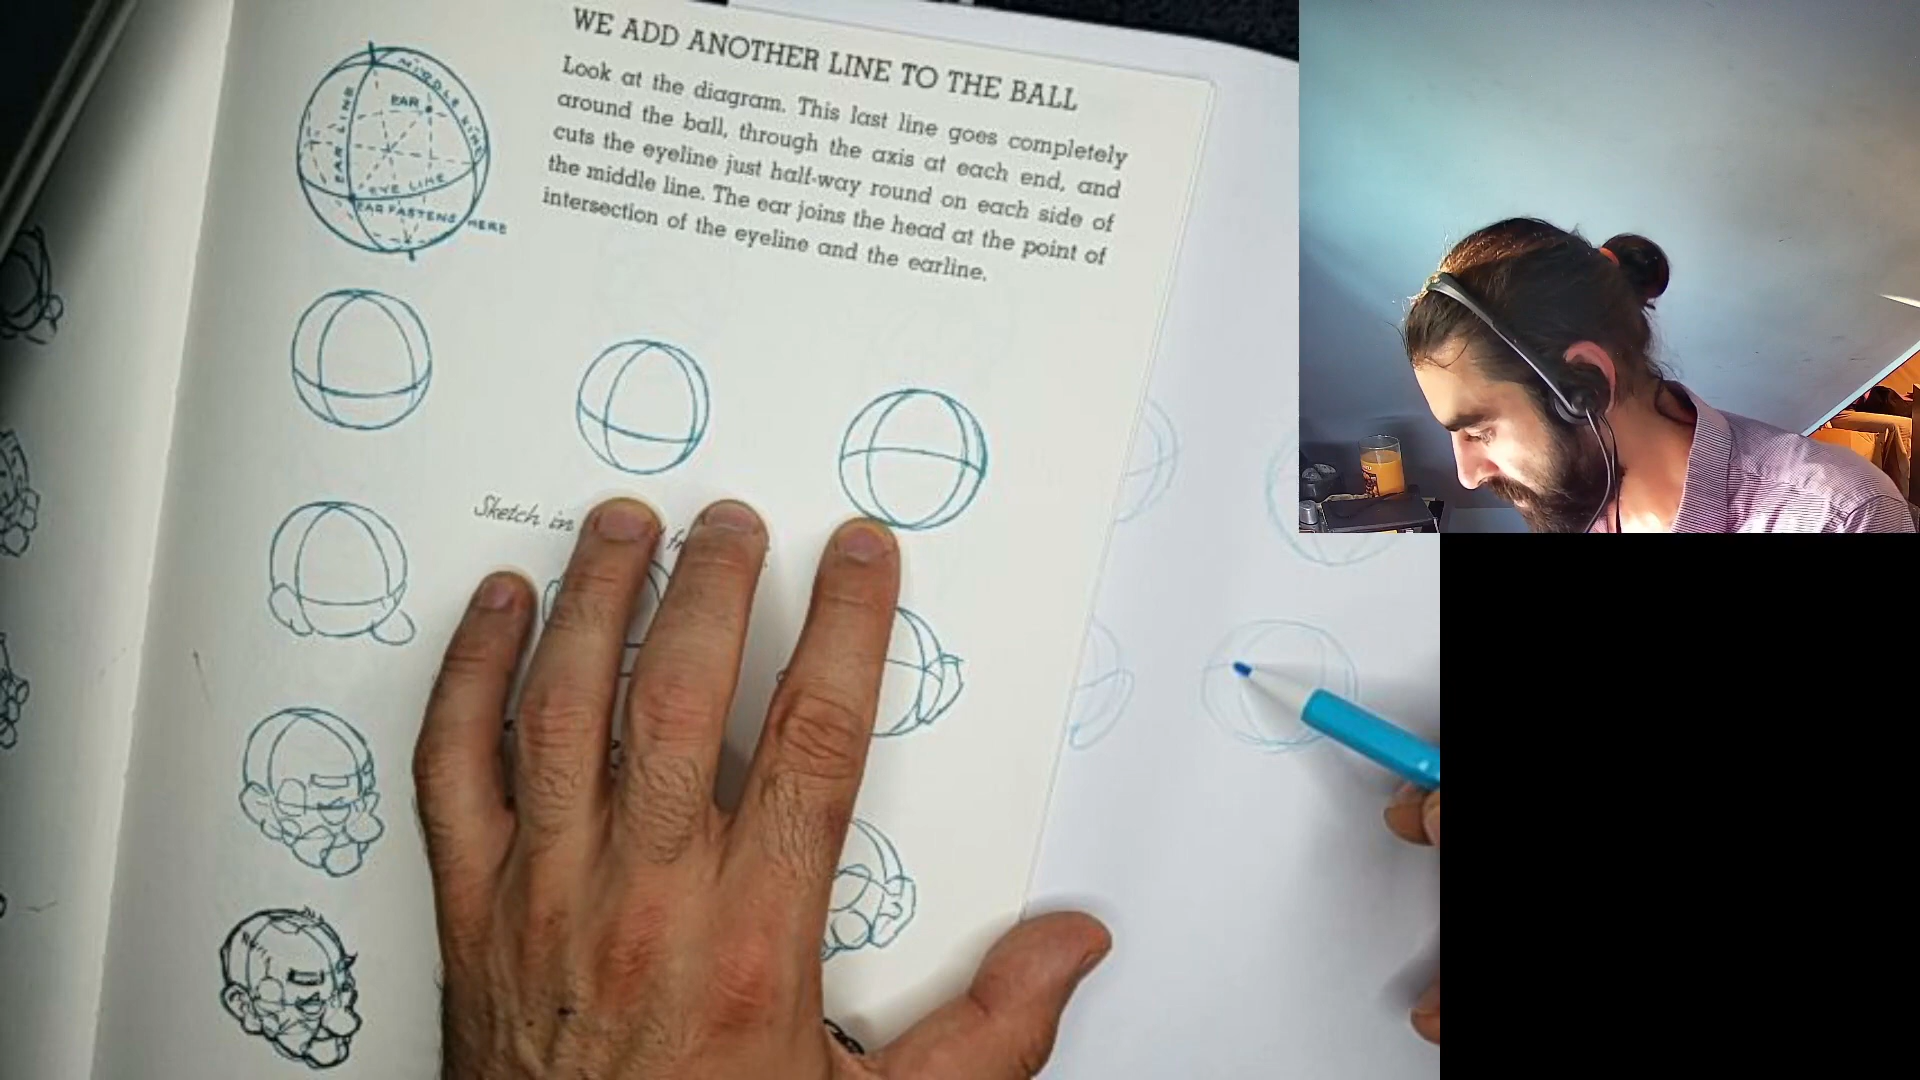 WE ADD ANOTHER LINE TO THE BALL
Look at the diagram. This last line goes completely
around the ball, through the axis at each end, and
cuts the eyeline just half-way round on each side of
the middle line. The ear joins the head at the point of
intersection of the eyeline and the earline.
MIDDLE LINE
EAR
EAR LINE
EYE LINE
EAR FASTENS HERE
Sketch in